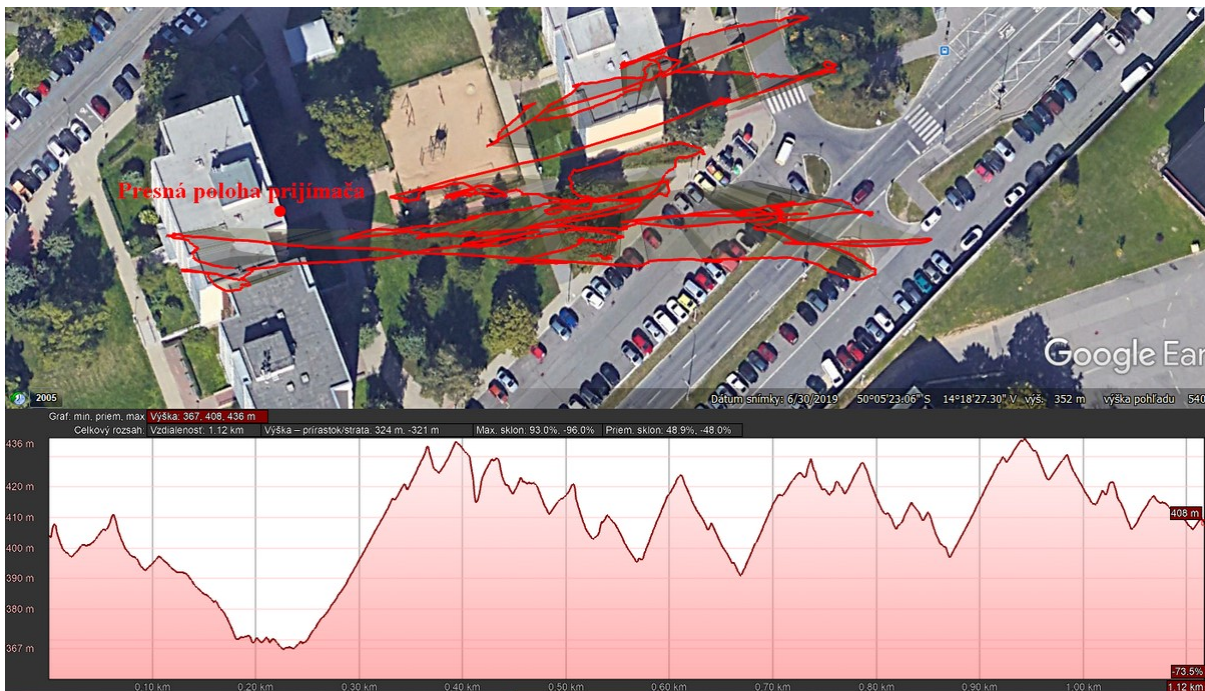 Presná poloha prijímača
Google Ear
2005
Dátum snímky: 6/30/2019 50°05'23.06" S 14°18'27.30" V výš. 352 m výška pohľadu 540
Graf: min, priem, max Výška: 367, 408, 436 m
Celkový rozsah: Vzdialenosť: 1.12 km Výška – prírastok/strata: 324 m, -321 m Max. sklon: 93.0%, -96.0% Priem. sklon: 48.9%, -48.0%
436 m
420 m
410 m
408 m
400 m
390 m
380 m
367 m
-73.5%
0.10 km 0.20 km 0.30 km 0.40 km 0.50 km 0.60 km 0.70 km 0.80 km 0.90 km 1.00 km 1.12 km